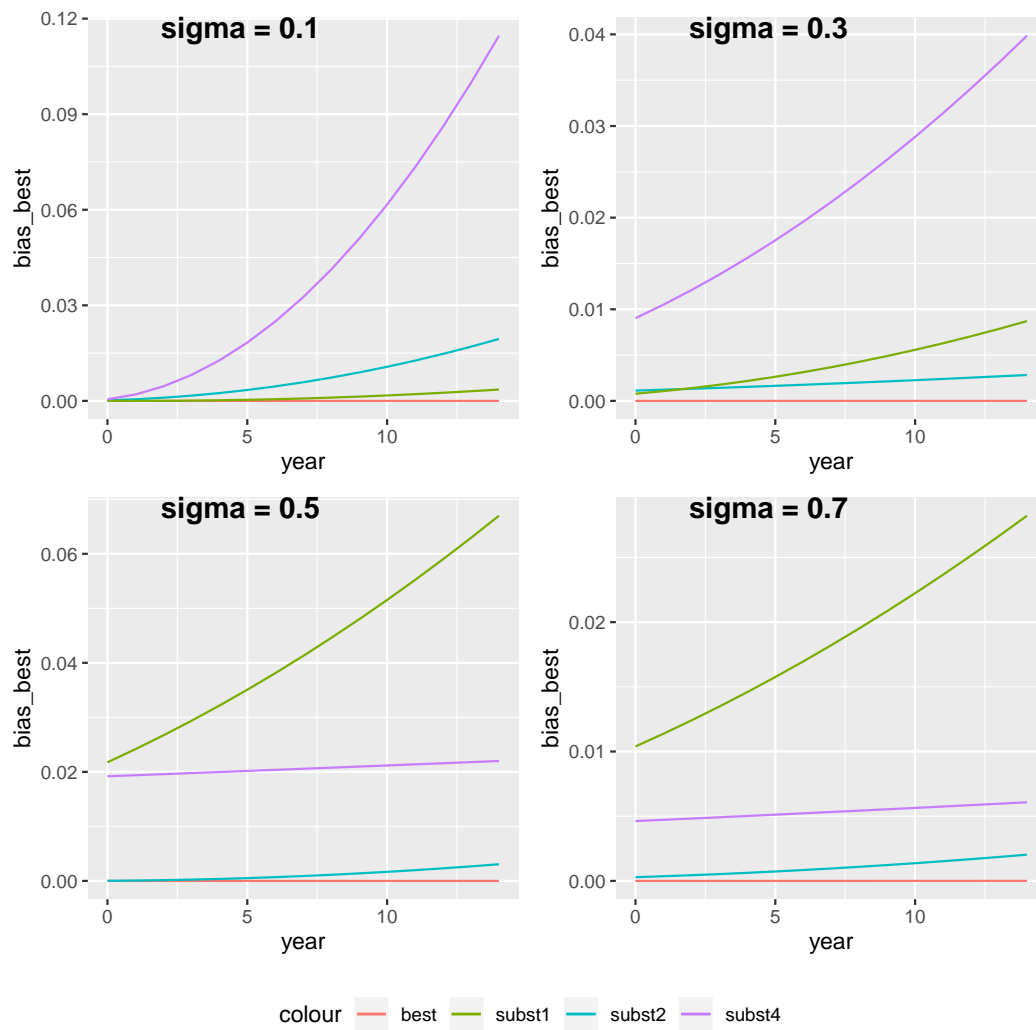 sigma = 0.1
0.12
0.09
0.06
0.03
0.00
bias_best
0
5
10
year
sigma = 0.3
0.04
0.03
0.02
0.01
0.00
bias_best
0
5
10
year
sigma = 0.5
0.06
0.04
0.02
0.00
bias_best
0
5
10
year
sigma = 0.7
0.02
0.01
0.00
bias_best
0
5
10
year
colour best subst1 subst2 subst4